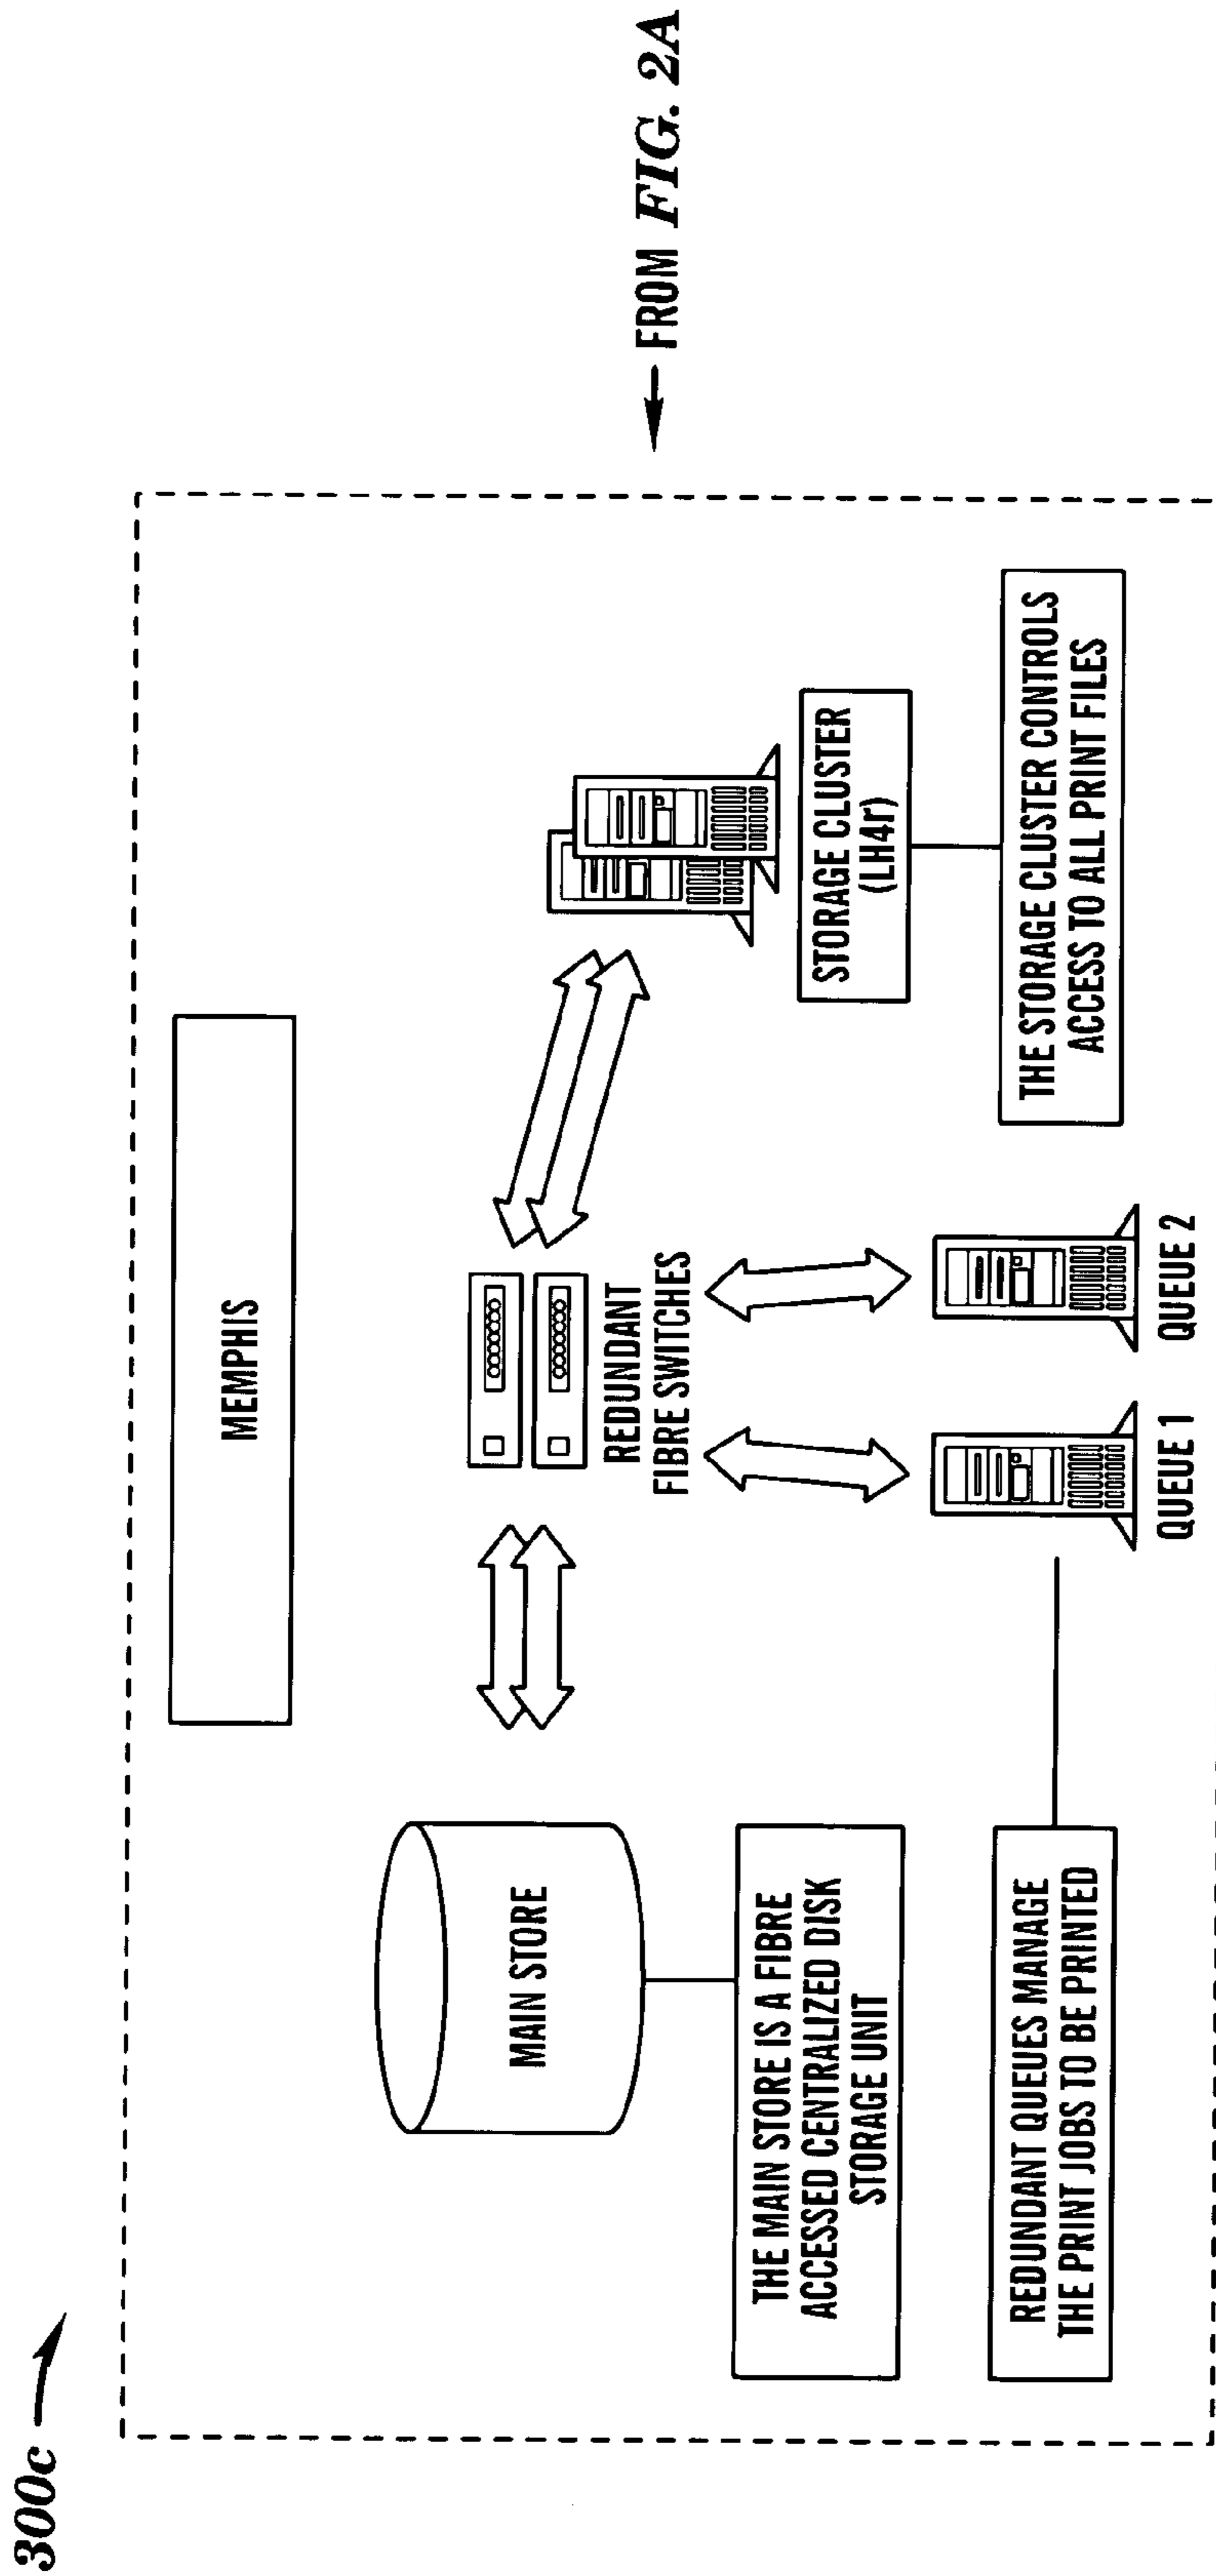 300c
MEMPHIS
MAIN STORE
REDUNDANT
FIBRE SWITCHES
FROM FIG. 2A
STORAGE CLUSTER
(LH4r)
THE MAIN STORE IS A FIBRE
ACCESSED CENTRALIZED DISK
STORAGE UNIT
REDUNDANT QUEUES MANAGE
THE PRINT JOBS TO BE PRINTED
QUEUE 1
QUEUE 2
THE STORAGE CLUSTER CONTROLS
ACCESS TO ALL PRINT FILES